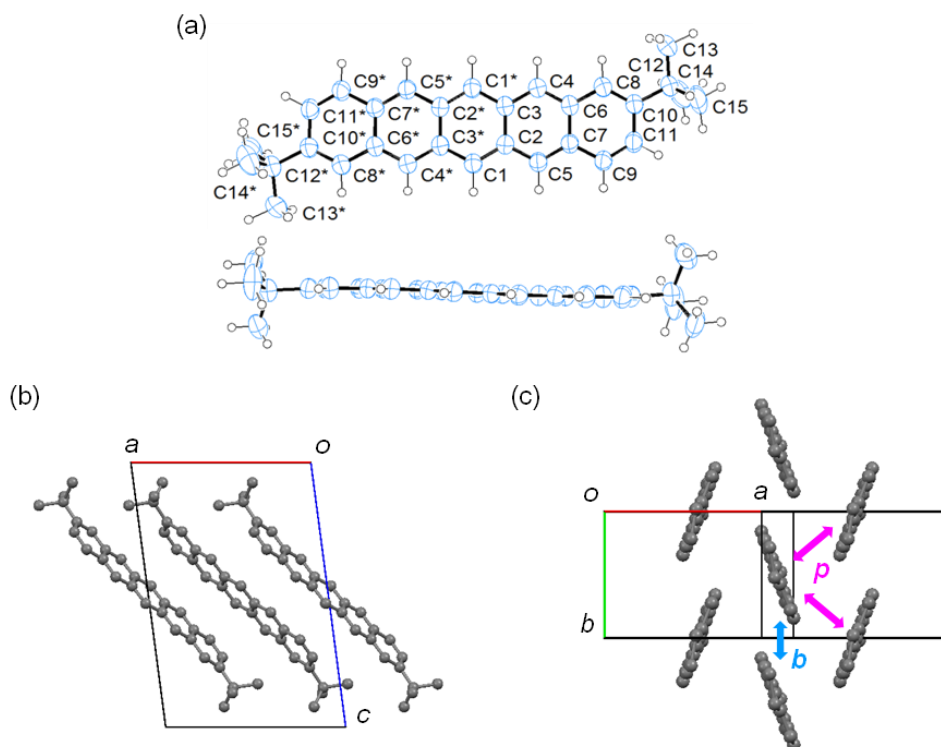 (a)
C13
C12
C14
C9* C5* C1* C4 C8
C15
C11* C7* C2* C3 C6 C10
C15*
C10* C6* C3* C2 C7 C11
C12* C8* C4* C1 C5 C9
C14*
C13*
(b)
(c)
a o
c
o a
p
b
b